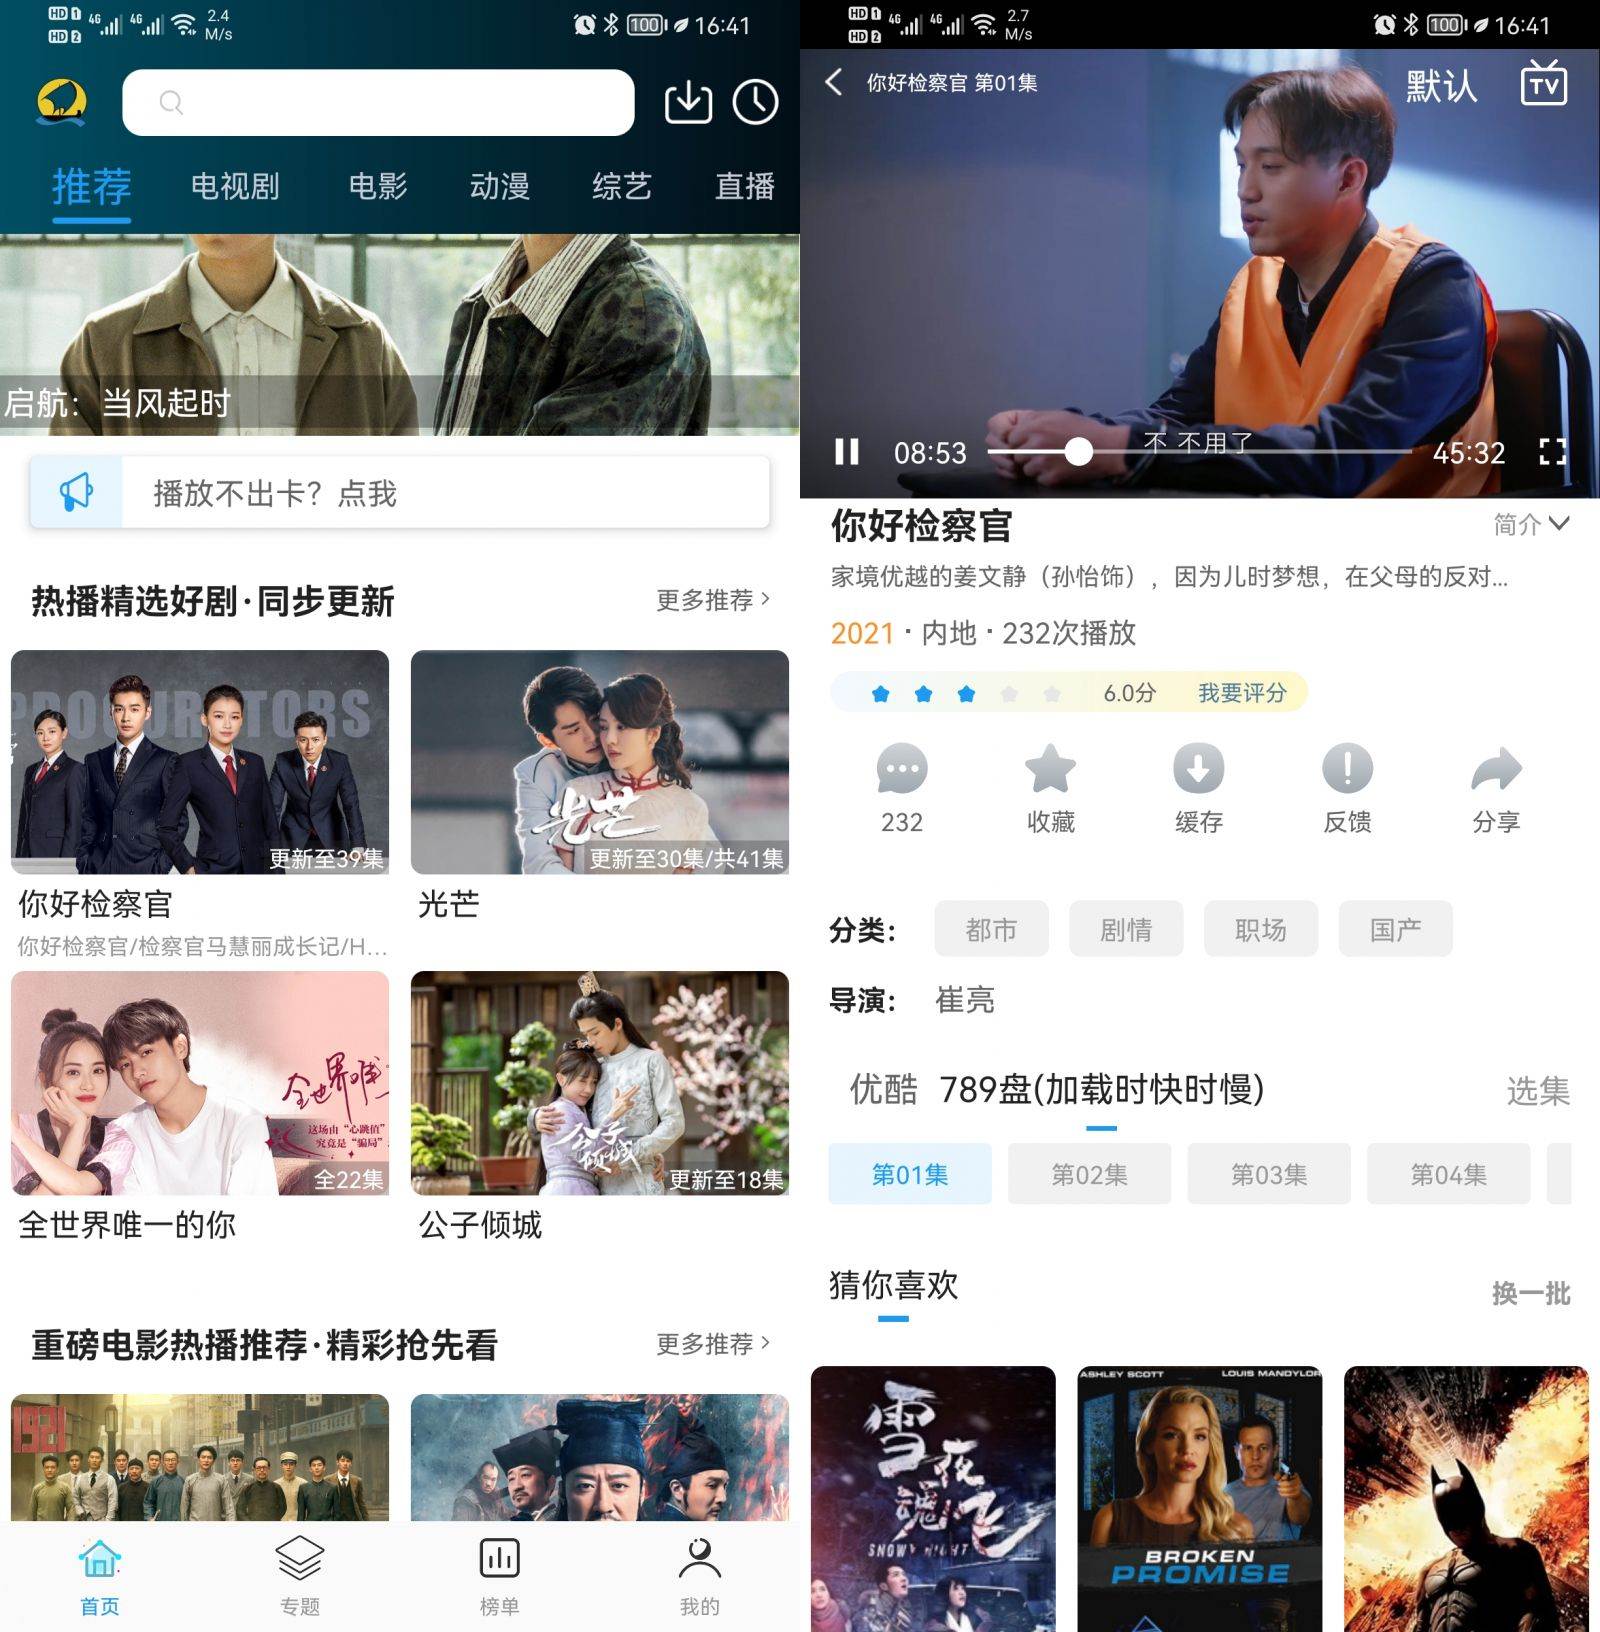 HD 1 4G 4G 2.4 M/s
HD 2
100 16:41
推荐 电视剧 电影 动漫 综艺 直播
启航：当风起时
播放不出卡？点我
热播精选好剧·同步更新 更多推荐
PROCURATORS
更新至39集
你好检察官
你好检察官/检察官马慧丽成长记/H...
光芒
更新至30集/共41集
光芒
全世界唯一
这场由“心跳值”
究竟是“骗局”
全22集
全世界唯一的你
公子倾城
更新至18集
公子倾城
重磅电影热播推荐·精彩抢先看 更多推荐
1921
首页 专题 榜单 我的
HD 1 4G 4G 2.7 M/s
HD 2
100 16:41
你好检察官 第01集 默认 TV
不 不用了
08:53 45:32
你好检察官 简介
家境优越的姜文静（孙怡饰），因为儿时梦想，在父母的反对...
2021·内地·232次播放
6.0分 我要评分
232 收藏 缓存 反馈 分享
分类： 都市 剧情 职场 国产
导演： 崔亮
优酷 789盘(加载时快时慢) 选集
第01集 第02集 第03集 第04集
猜你喜欢 换一批
雪夜魂飞
SNOWY NIGHT
ASHLEY SCOTT LOUIS MANDYLOR
BROKEN
PROMISE